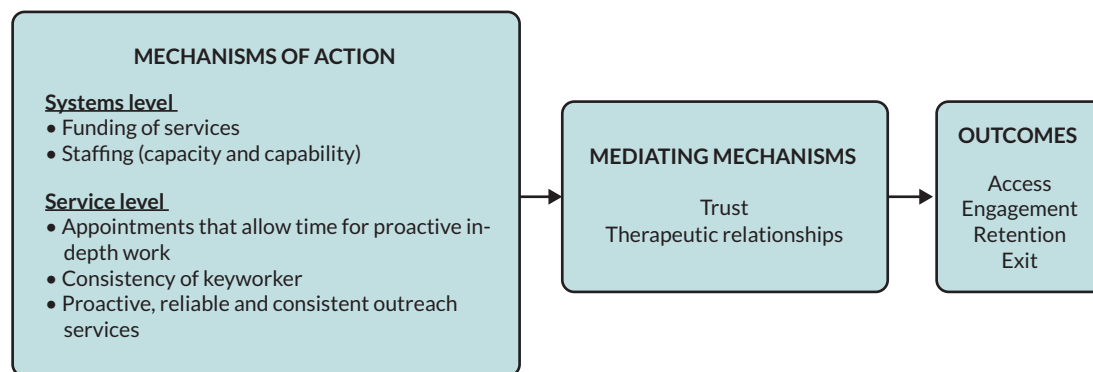 MECHANISMS OF ACTION
Systems level
• Funding of services
• Staffing (capacity and capability)
Service level
• Appointments that allow time for proactive in-
depth work
• Consistency of keyworker
• Proactive, reliable and consistent outreach
services
MEDIATING MECHANISMS
Trust
Therapeutic relationships
OUTCOMES
Access
Engagement
Retention
Exit